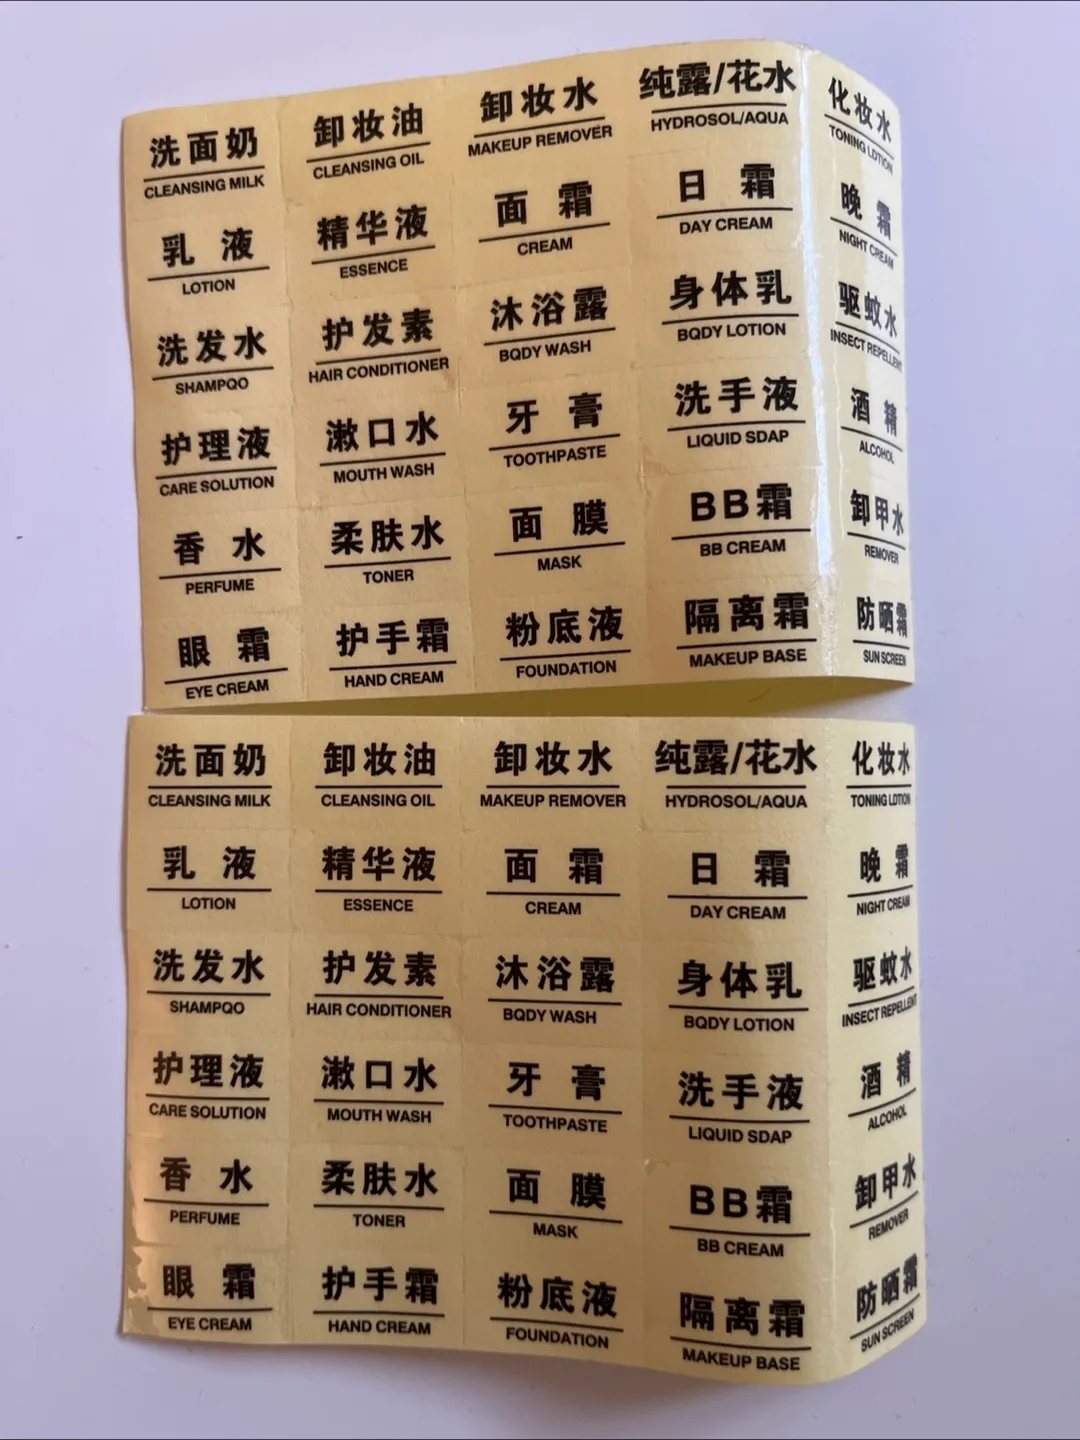 洗面奶 卸妆油 卸妆水 纯露/花水 化妆水
CLEANSING MILK CLEANSING OIL MAKEUP REMOVER HYDROSOL/AQUA TONING LDTION
乳液 精华液 面霜 日霜 晚霜
LOTION ESSENCE CREAM DAY CREAM NIGHT CREAM
洗发水 护发素 沐浴露 身体乳 驱蚊水
SHAMPQO HAIR CONDITIONER BQDY WASH BQDY LOTION INSECT REPELLENT
护理液 漱口水 牙膏 洗手液 酒精
CARE SOLUTION MOUTH WASH TOOTHPASTE LIQUID SDAP ALCOHOL
香水 柔肤水 面膜 BB霜 卸甲水
PERFUME TONER MASK BB CREAM REMOVER
眼霜 护手霜 粉底液 隔离霜 防晒霜
EYE CREAM HAND CREAM FOUNDATION MAKEUP BASE SUN SCREEN
洗面奶 卸妆油 卸妆水 纯露/花水 化妆水
CLEANSING MILK CLEANSING OIL MAKEUP REMOVER HYDROSOL/AQUA TONING LDTION
乳液 精华液 面霜 日霜 晚霜
LOTION ESSENCE CREAM DAY CREAM NIGHT CREAM
洗发水 护发素 沐浴露 身体乳 驱蚊水
SHAMPQO HAIR CONDITIONER BQDY WASH BQDY LOTION INSECT REPELLENT
护理液 漱口水 牙膏 洗手液 酒精
CARE SOLUTION MOUTH WASH TOOTHPASTE LIQUID SDAP ALCOHOL
香水 柔肤水 面膜 BB霜 卸甲水
PERFUME TONER MASK BB CREAM REMOVER
眼霜 护手霜 粉底液 隔离霜 防晒霜
EYE CREAM HAND CREAM FOUNDATION MAKEUP BASE SUN SCREEN